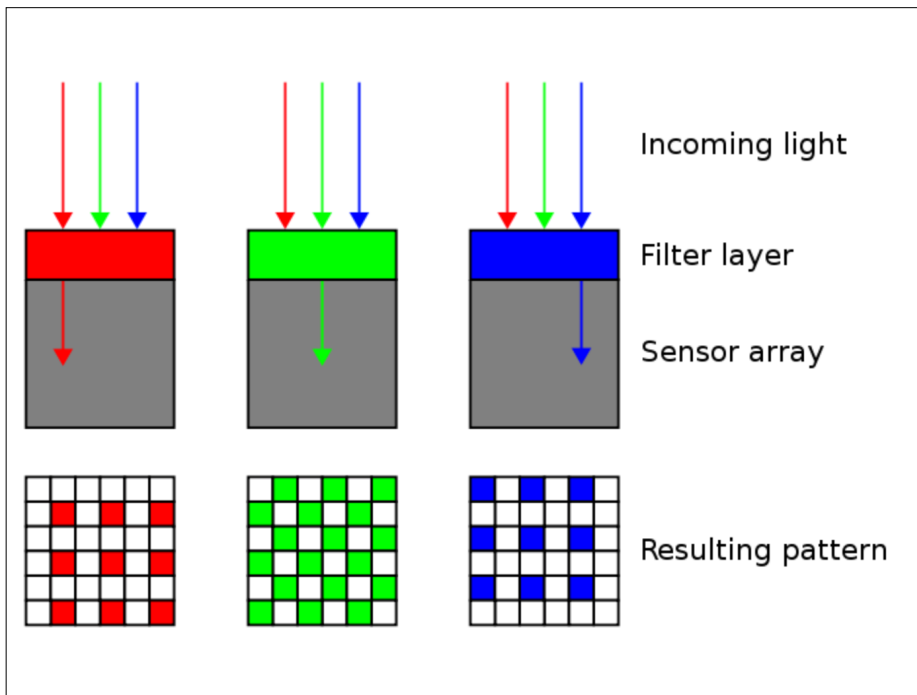 Incoming light
Filter layer
Sensor array
Resulting pattern